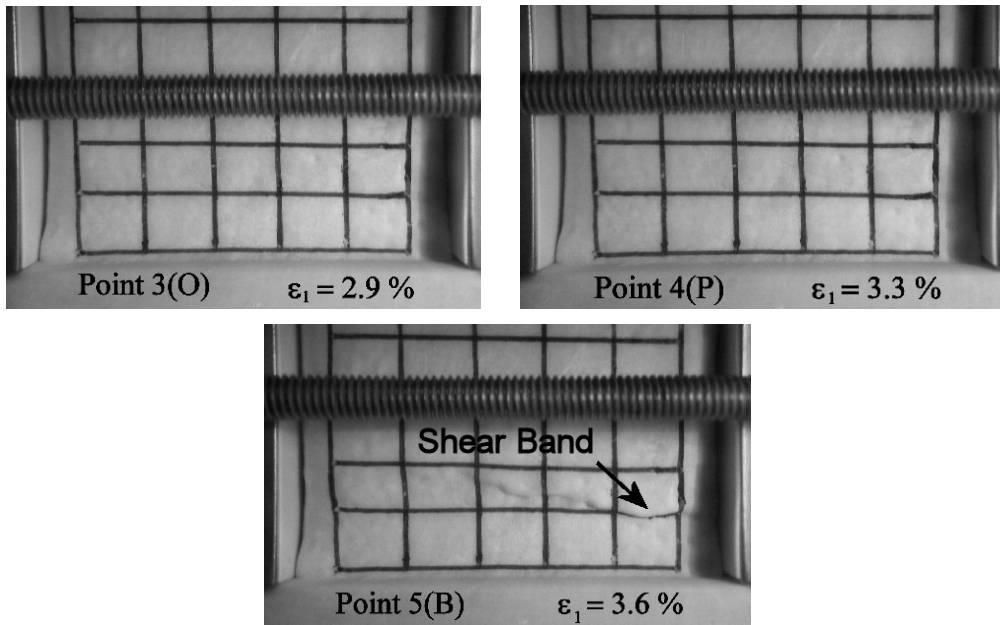 Point 3(O) ε₁ = 2.9 %
Point 4(P) ε₁ = 3.3 %
Shear Band
Point 5(B) ε₁ = 3.6 %